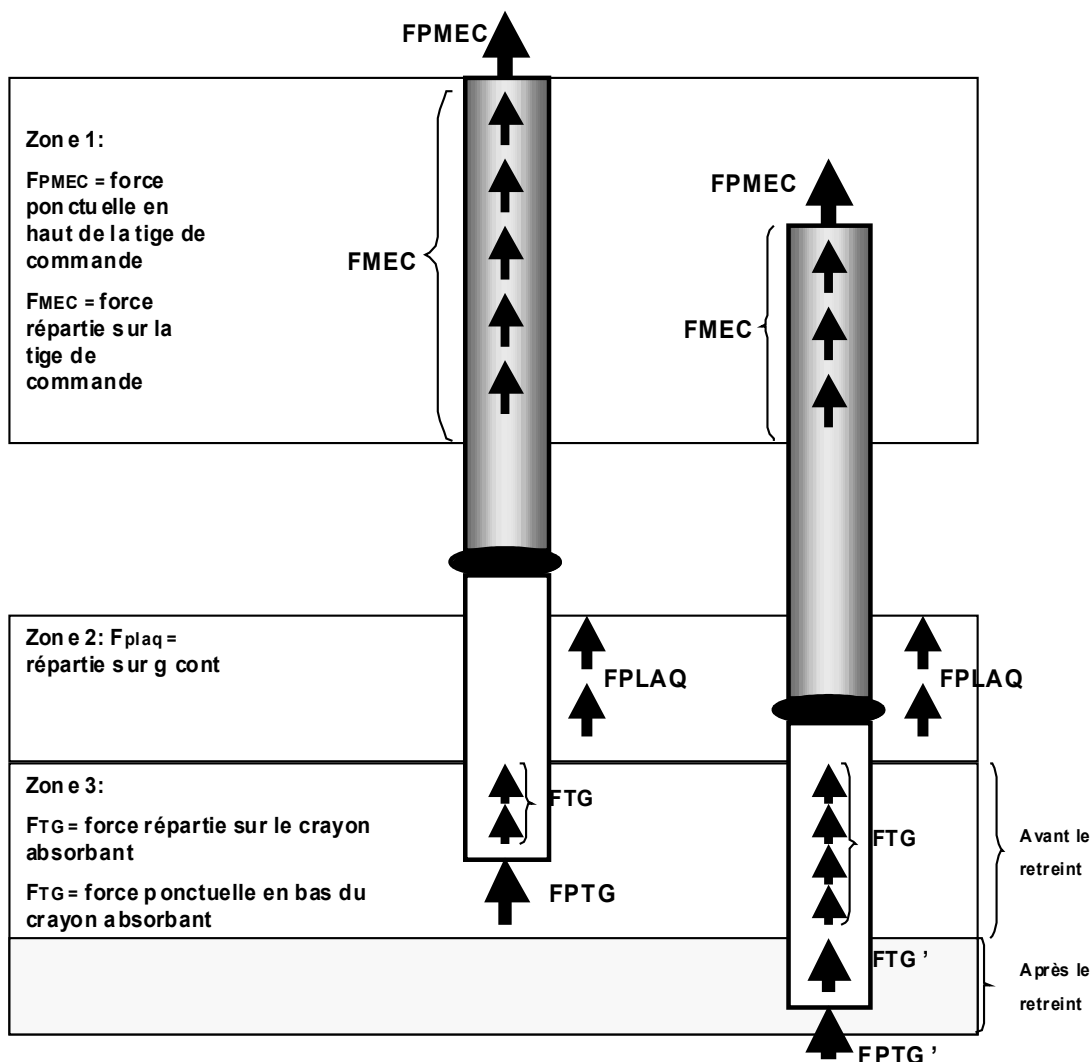 FPMEC
Zone 1:
FPMEC = force
ponctuelle en
haut de la tige de
commande
FMEC = force
répartie sur la
tige de
commande
FMEC
FPMEC
FMEC
Zone 2: Fplaq =
répartie sur g cont
FPLAQ
FPLAQ
Zone 3:
FTG = force répartie sur le crayon
absorbant
FTG = force ponctuelle en bas du
crayon absorbant
FTG
FPTG
FTG
Avant le
retreint
FTG '
Après le
retreint
FPTG '